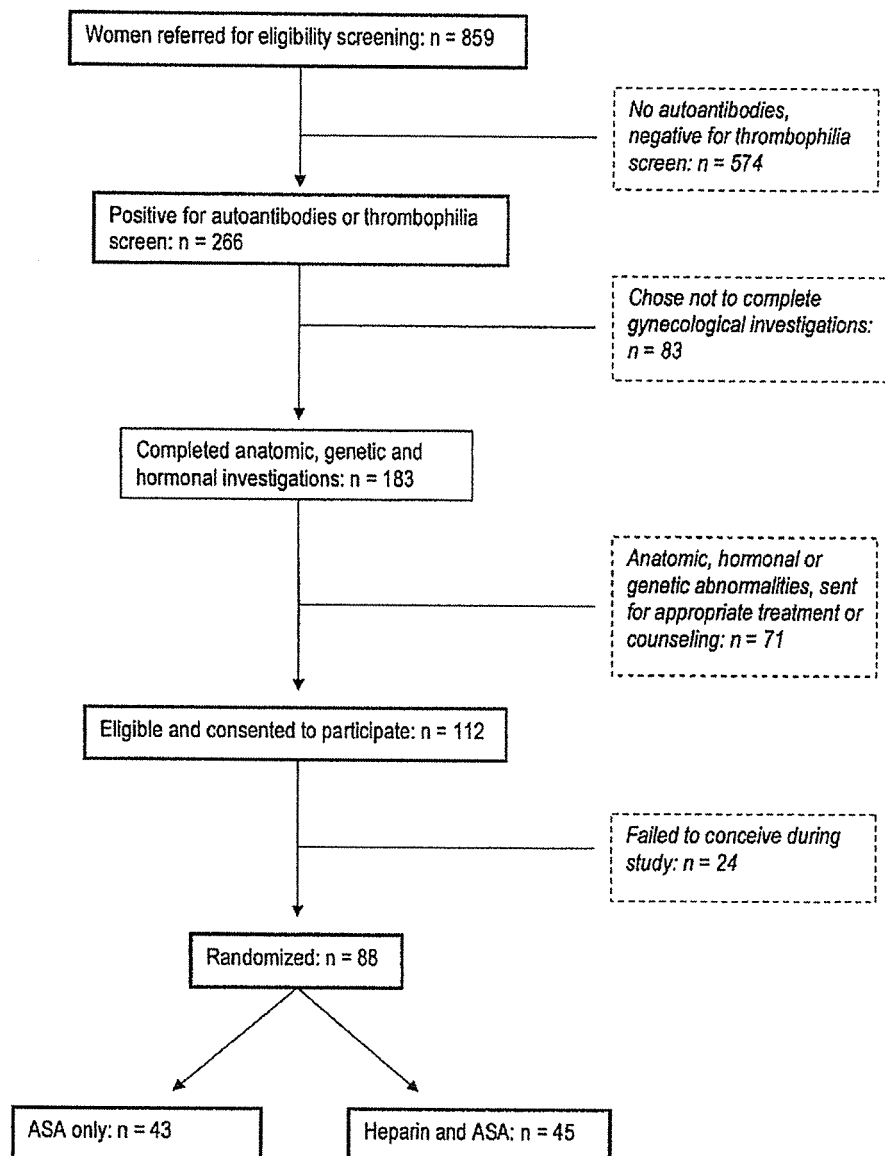 Women referred for eligibility screening: n = 859
No autoantibodies,
negative for thrombophilia
screen: n = 574
Positive for autoantibodies or thrombophilia
screen: n = 266
Chose not to complete
gynecological investigations:
n = 83
Completed anatomic, genetic and
hormonal investigations: n = 183
Anatomic, hormonal or
genetic abnormalities, sent
for appropriate treatment or
counseling: n = 71
Eligible and consented to participate: n = 112
Failed to conceive during
study: n = 24
Randomized: n = 88
ASA only: n = 43
Heparin and ASA: n = 45